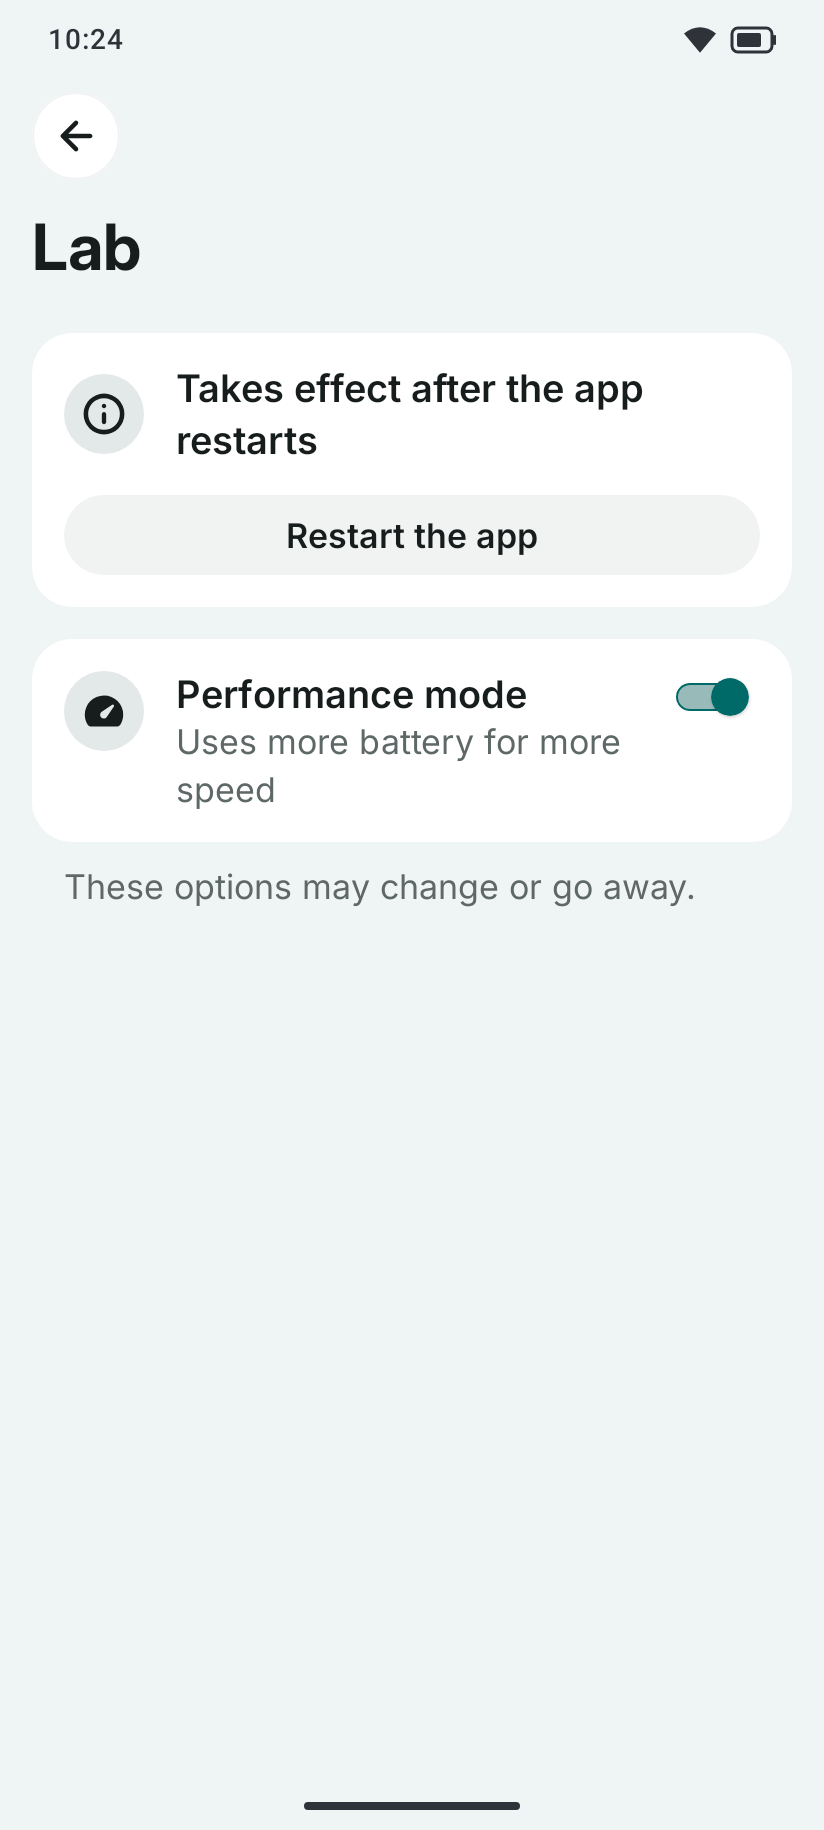 10:24
Lab
Takes effect after the app
restarts
Restart the app
Performance mode
Uses more battery for more
speed
These options may change or go away.